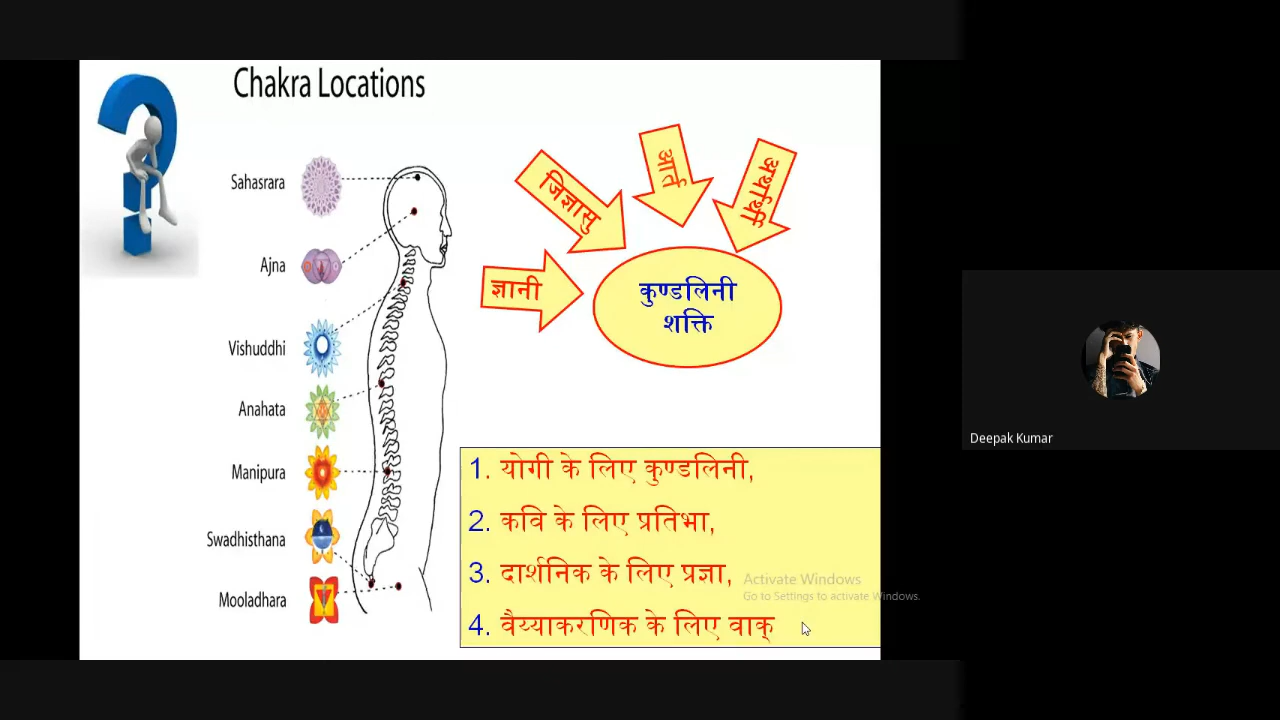 Chakra Locations
Sahasrara
Ajna
Vishuddhi
Anahata
Manipura
Swadhisthana
Mooladhara
ज्ञानी
जिज्ञासु
आर्त
अर्थार्थी
कुण्डलिनी
शक्ति
1. योगी के लिए कुण्डलिनी,
2. कवि के लिए प्रतिभा,
3. दार्शनिक के लिए प्रज्ञा,
4. वैय्याकरणिक के लिए वाक्
Activate Windows
Go to Settings to activate Windows.
Deepak Kumar